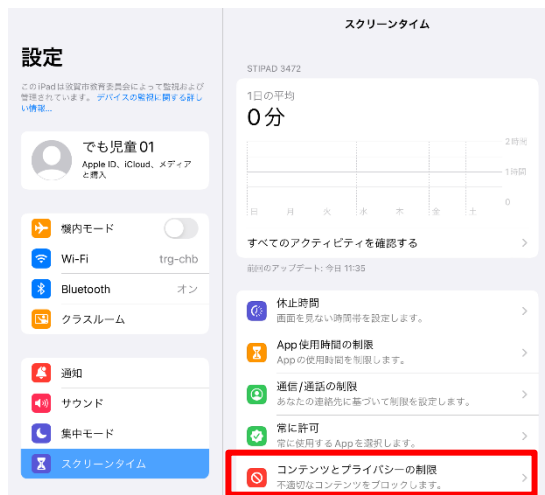 設定
このiPadは敦賀市教育委員会によって監視および
管理されています。デバイスの監視に関する詳し
い情報...
でも児童01
Apple ID、iCloud、メディア
と購入
機内モード
Wi-Fi
trg-chb
Bluetooth
オン
クラスルーム
通知
サウンド
集中モード
スクリーンタイム
スクリーンタイム
STIPAD 3472
1日の平均
0分
2時間
1時間
0
日 月 火 水 木 金 土
すべてのアクティビティを確認する
前回のアップデート: 今日 11:35
休止時間
画面を見ない時間帯を設定します。
App使用時間の制限
Appの使用時間を制限します。
通信/通話の制限
あなたの連絡先に基づいて制限を設定します。
常に許可
常に使用するAppを選択します。
コンテンツとプライバシーの制限
不適切なコンテンツをブロックします。